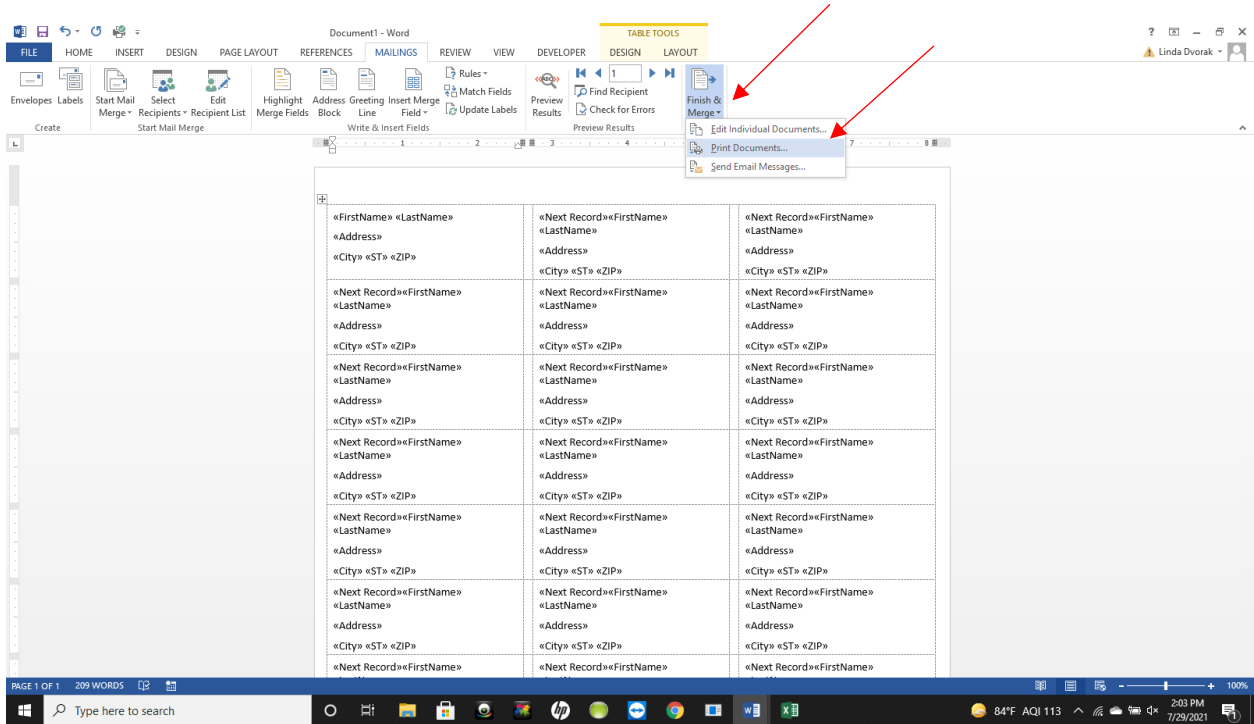 Document1 - Word
TABLE TOOLS
?
FILE HOME INSERT DESIGN PAGE LAYOUT REFERENCES MAILINGS REVIEW VIEW DEVELOPER DESIGN LAYOUT
Linda Dvorak
Envelopes Labels
Start Mail Merge
Select Recipients
Edit Recipient List
Highlight Merge Fields
Address Block
Greeting Line
Insert Merge Field
Rules
Match Fields
Update Labels
ABC
Preview Results
1
Find Recipient
Check for Errors
Finish & Merge
Create
Start Mail Merge
Write & Insert Fields
Preview Results
Edit Individual Documents...
Print Documents...
Send Email Messages...
L
1 2 3 4 7 8
«FirstName» «LastName»
«Address»
«City» «ST» «ZIP»
«Next Record»«FirstName»
«LastName»
«Address»
«City» «ST» «ZIP»
«Next Record»«FirstName»
«LastName»
«Address»
«City» «ST» «ZIP»
«Next Record»«FirstName»
«LastName»
«Address»
«City» «ST» «ZIP»
«Next Record»«FirstName»
«LastName»
«Address»
«City» «ST» «ZIP»
«Next Record»«FirstName»
«LastName»
«Address»
«City» «ST» «ZIP»
«Next Record»«FirstName»
«LastName»
«Address»
«City» «ST» «ZIP»
«Next Record»«FirstName»
«LastName»
«Address»
«City» «ST» «ZIP»
«Next Record»«FirstName»
«LastName»
«Address»
«City» «ST» «ZIP»
«Next Record»«FirstName»
«LastName»
«Address»
«City» «ST» «ZIP»
«Next Record»«FirstName»
«LastName»
«Address»
«City» «ST» «ZIP»
«Next Record»«FirstName»
«LastName»
«Address»
«City» «ST» «ZIP»
«Next Record»«FirstName»
«LastName»
«Address»
«City» «ST» «ZIP»
«Next Record»«FirstName»
«LastName»
«Address»
«City» «ST» «ZIP»
«Next Record»«FirstName»
«LastName»
«Address»
«City» «ST» «ZIP»
«Next Record»«FirstName»
«LastName»
«Address»
«City» «ST» «ZIP»
«Next Record»«FirstName»
«LastName»
«Address»
«City» «ST» «ZIP»
«Next Record»«FirstName»
«LastName»
«Address»
«City» «ST» «ZIP»
«Next Record»«FirstName»
«Next Record»«FirstName»
«Next Record»«FirstName»
PAGE 1 OF 1 209 WORDS
100%
Type here to search
hp
84°F AQI 113
2:03 PM
7/29/2021
1